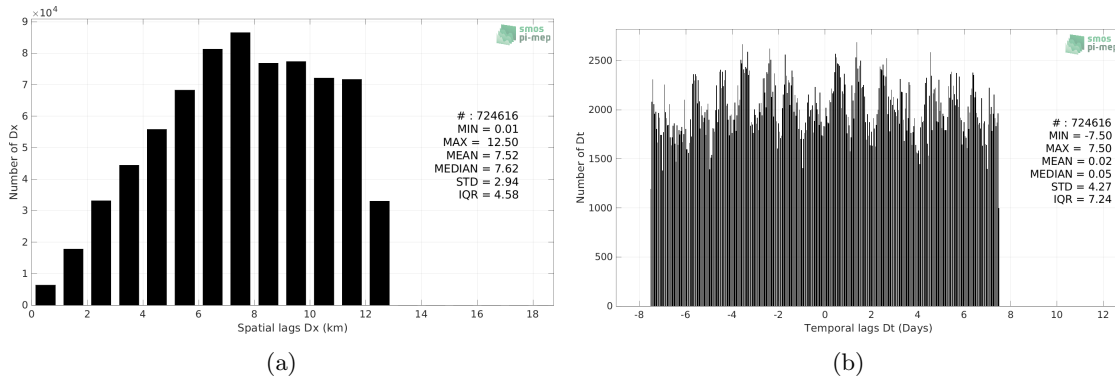 ×10⁴
9
8
7
6
5
4
3
2
1
0
Number of Dx
0 2 4 6 8 10 12 14 16 18
Spatial lags Dx (km)
smos
pi-mep
# : 724616
MIN = 0.01
MAX = 12.50
MEAN = 7.52
MEDIAN = 7.62
STD = 2.94
IQR = 4.58
(a)
2500
2000
1500
1000
500
0
Number of Dt
-8 -6 -4 -2 0 2 4 6 8 10 12
Temporal lags Dt (Days)
smos
pi-mep
# : 724616
MIN = -7.50
MAX = 7.50
MEAN = 0.02
MEDIAN = 0.05
STD = 4.27
IQR = 7.24
(b)